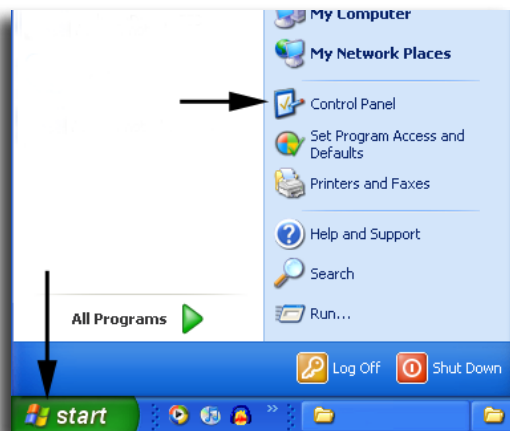 My Computer
My Network Places
Control Panel
Set Program Access and
Defaults
Printers and Faxes
Help and Support
Search
All Programs
Run...
Log Off
Shut Down
start
»